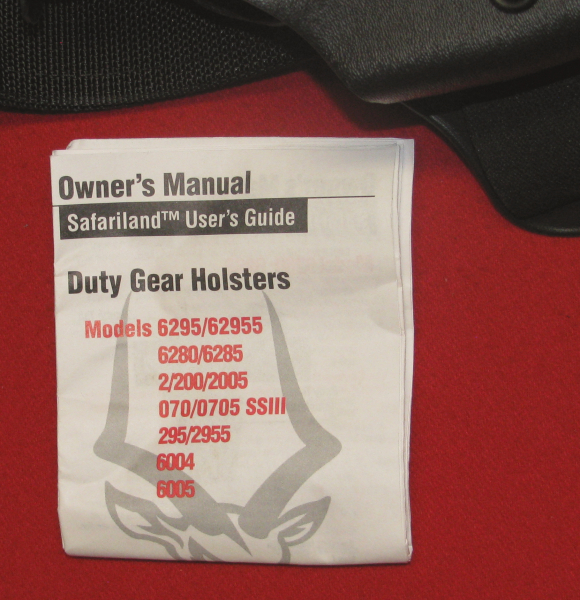 Owner's Manual
Safariland™ User's Guide
Duty Gear Holsters
Models 6295/62955
6280/6285
2/200/2005
070/0705 SSIII
295/2955
6004
6005